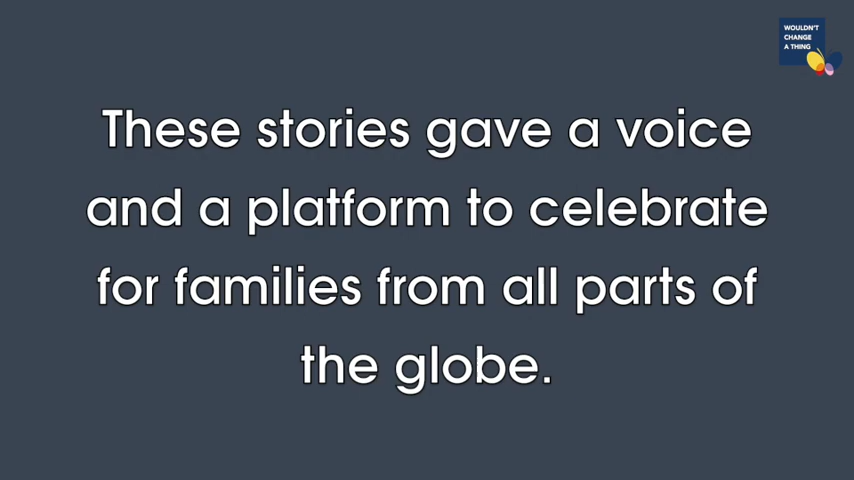 WOULDN'T
CHANGE
A THING
These stories gave a voice
and a platform to celebrate
for families from all parts of
the globe.